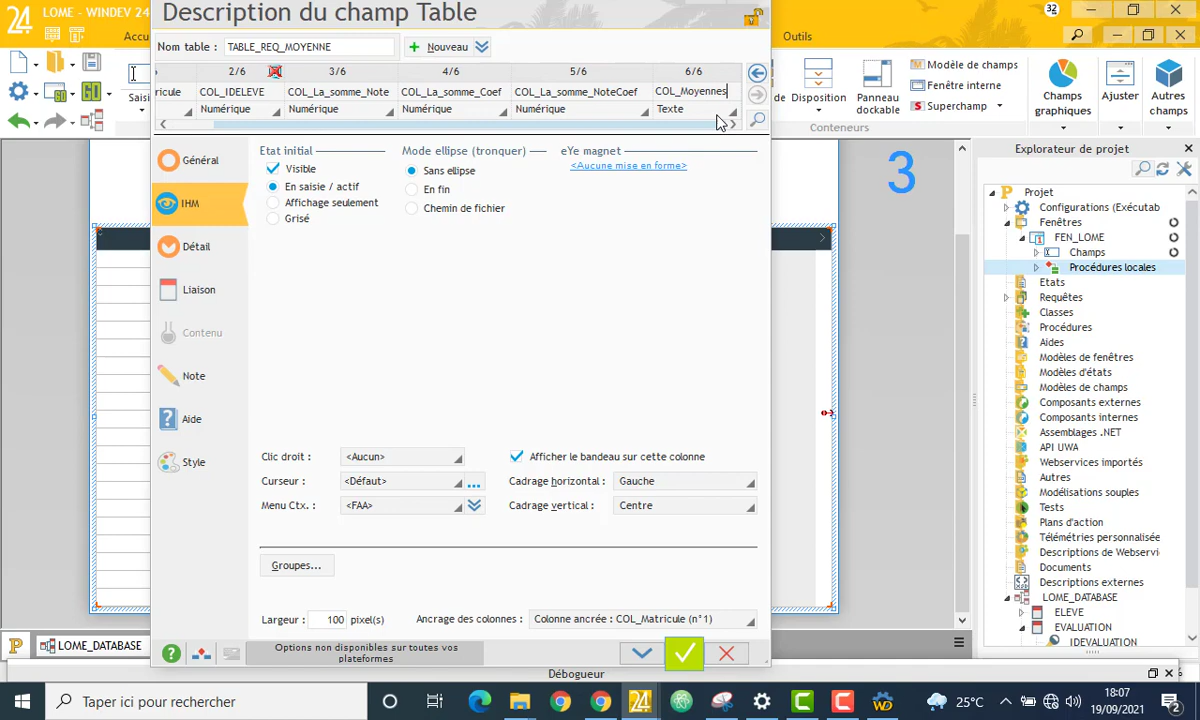 LOME - WINDEV 24
Description du champ Table
32
Accu
Outils
Nom table :
TABLE_REQ_MOYENNE
Nouveau
Saisi
de
Disposition
Panneau dockable
Modèle de champs
Fenêtre interne
Superchamp
Conteneurs
Champs graphiques
Ajuster
Autres champs
2/6
3/6
4/6
5/6
6/6
ricule
COL_IDELEVE
COL_La_somme_Note
COL_La_somme_Coef
COL_La_somme_NoteCoef
COL_Moyennes
Numérique
Numérique
Numérique
Numérique
Texte
Général
IHM
Détail
Liaison
Contenu
Note
Aide
Style
Etat initial
Visible
En saisie / actif
Affichage seulement
Grisé
Mode ellipse (tronquer)
Sans ellipse
En fin
Chemin de fichier
eYe magnet
<Aucune mise en forme>
3
Clic droit :
<Aucun>
Curseur :
<Défaut>
Menu Ctx. :
<FAA>
Afficher le bandeau sur cette colonne
Cadrage horizontal :
Gauche
Cadrage vertical :
Centre
Groupes...
Largeur :
100
pixel(s)
Ancrage des colonnes :
Colonne ancrée : COL_Matricule (n°1)
Options non disponibles sur toutes vos plateformes
Explorateur de projet
Projet
Configurations (Exécutab
Fenêtres
FEN_LOME
Champs
Procédures locales
Etats
Requêtes
Classes
Procédures
Aides
Modèles de fenêtres
Modèles d'états
Modèles de champs
Composants externes
Composants internes
Assemblages .NET
API UWA
Webservices importés
Autres
Modélisations souples
Tests
Plans d'action
Télémétries personnalisée
Descriptions de Webservic
Documents
Descriptions externes
LOME_DATABASE
ELEVE
EVALUATION
IDEVALUATION
LOME_DATABASE
Débogueur
Taper ici pour rechercher
24
25°C
18:07
19/09/2021
2